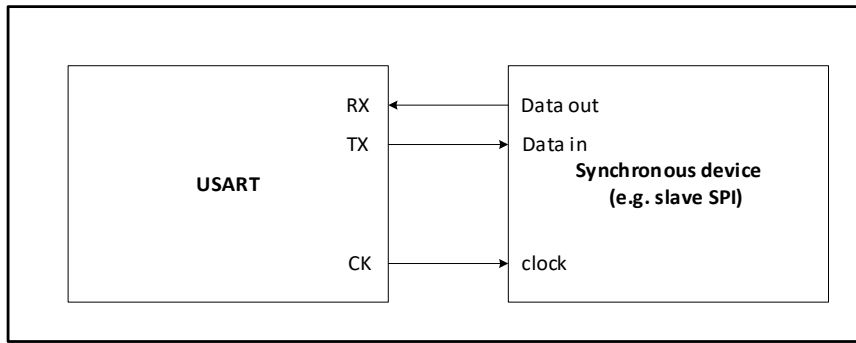 RX
Data out
TX
Data in
USART
Synchronous device
(e.g. slave SPI)
CK
clock